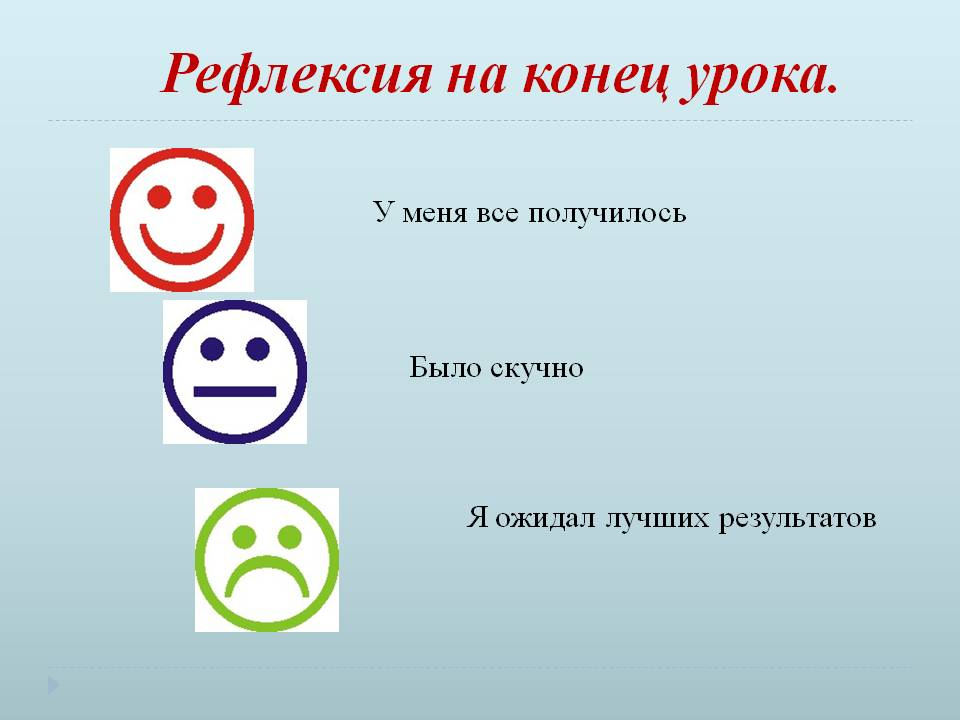 Рефлексия на конец урока.
У меня все получилось
Было скучно
Я ожидал лучших результатов